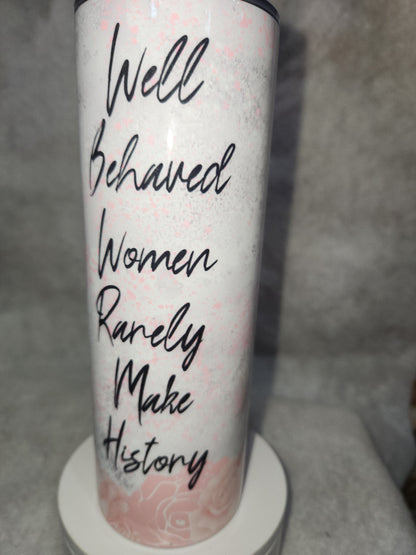 Well
Behaved
Women
Rarely
Make
History